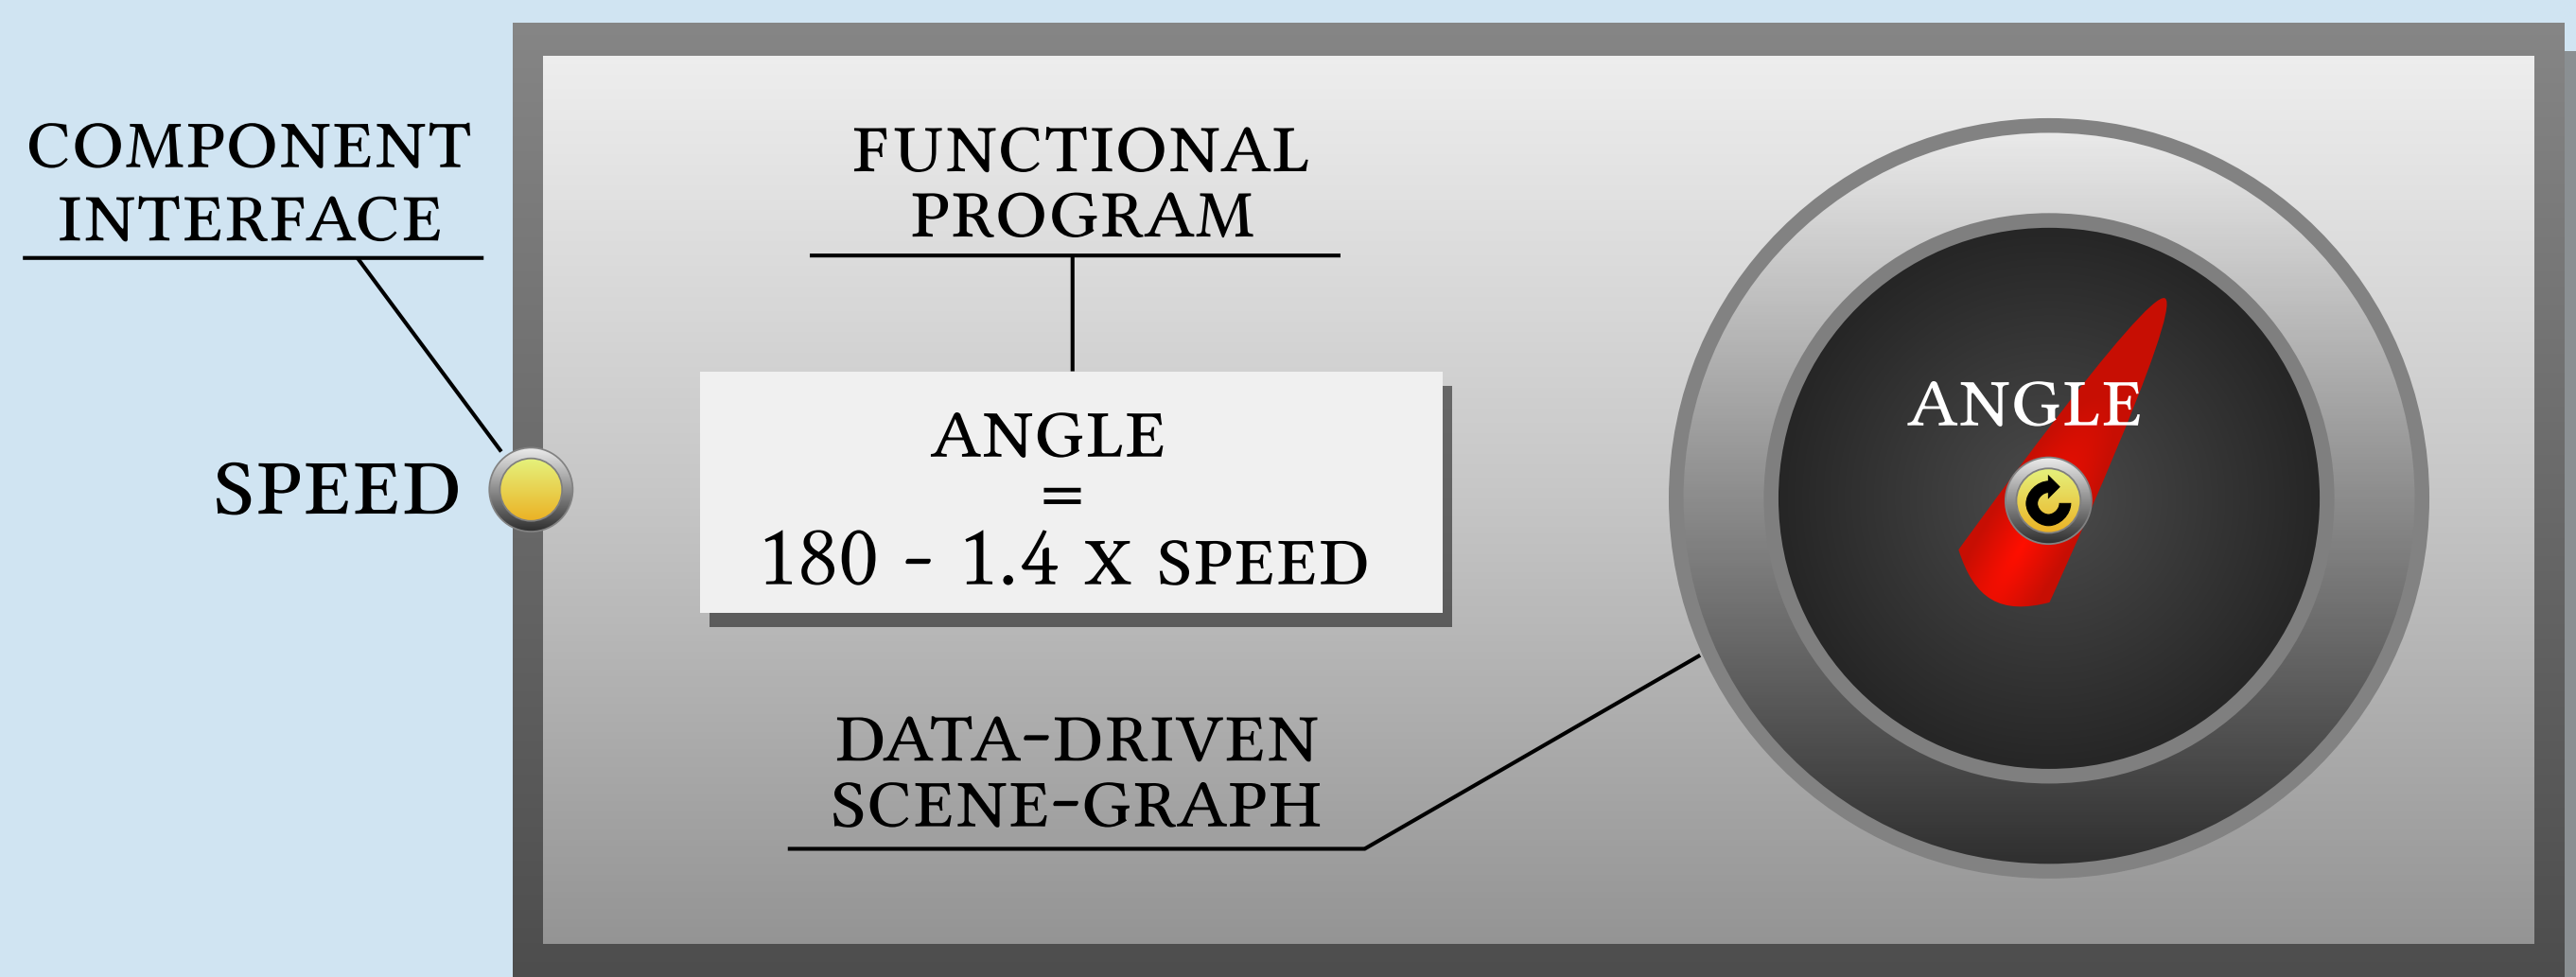 COMPONENT
INTERFACE
SPEED
FUNCTIONAL
PROGRAM
ANGLE
=
180 - 1.4 X SPEED
DATA-DRIVEN
SCENE-GRAPH
ANGLE